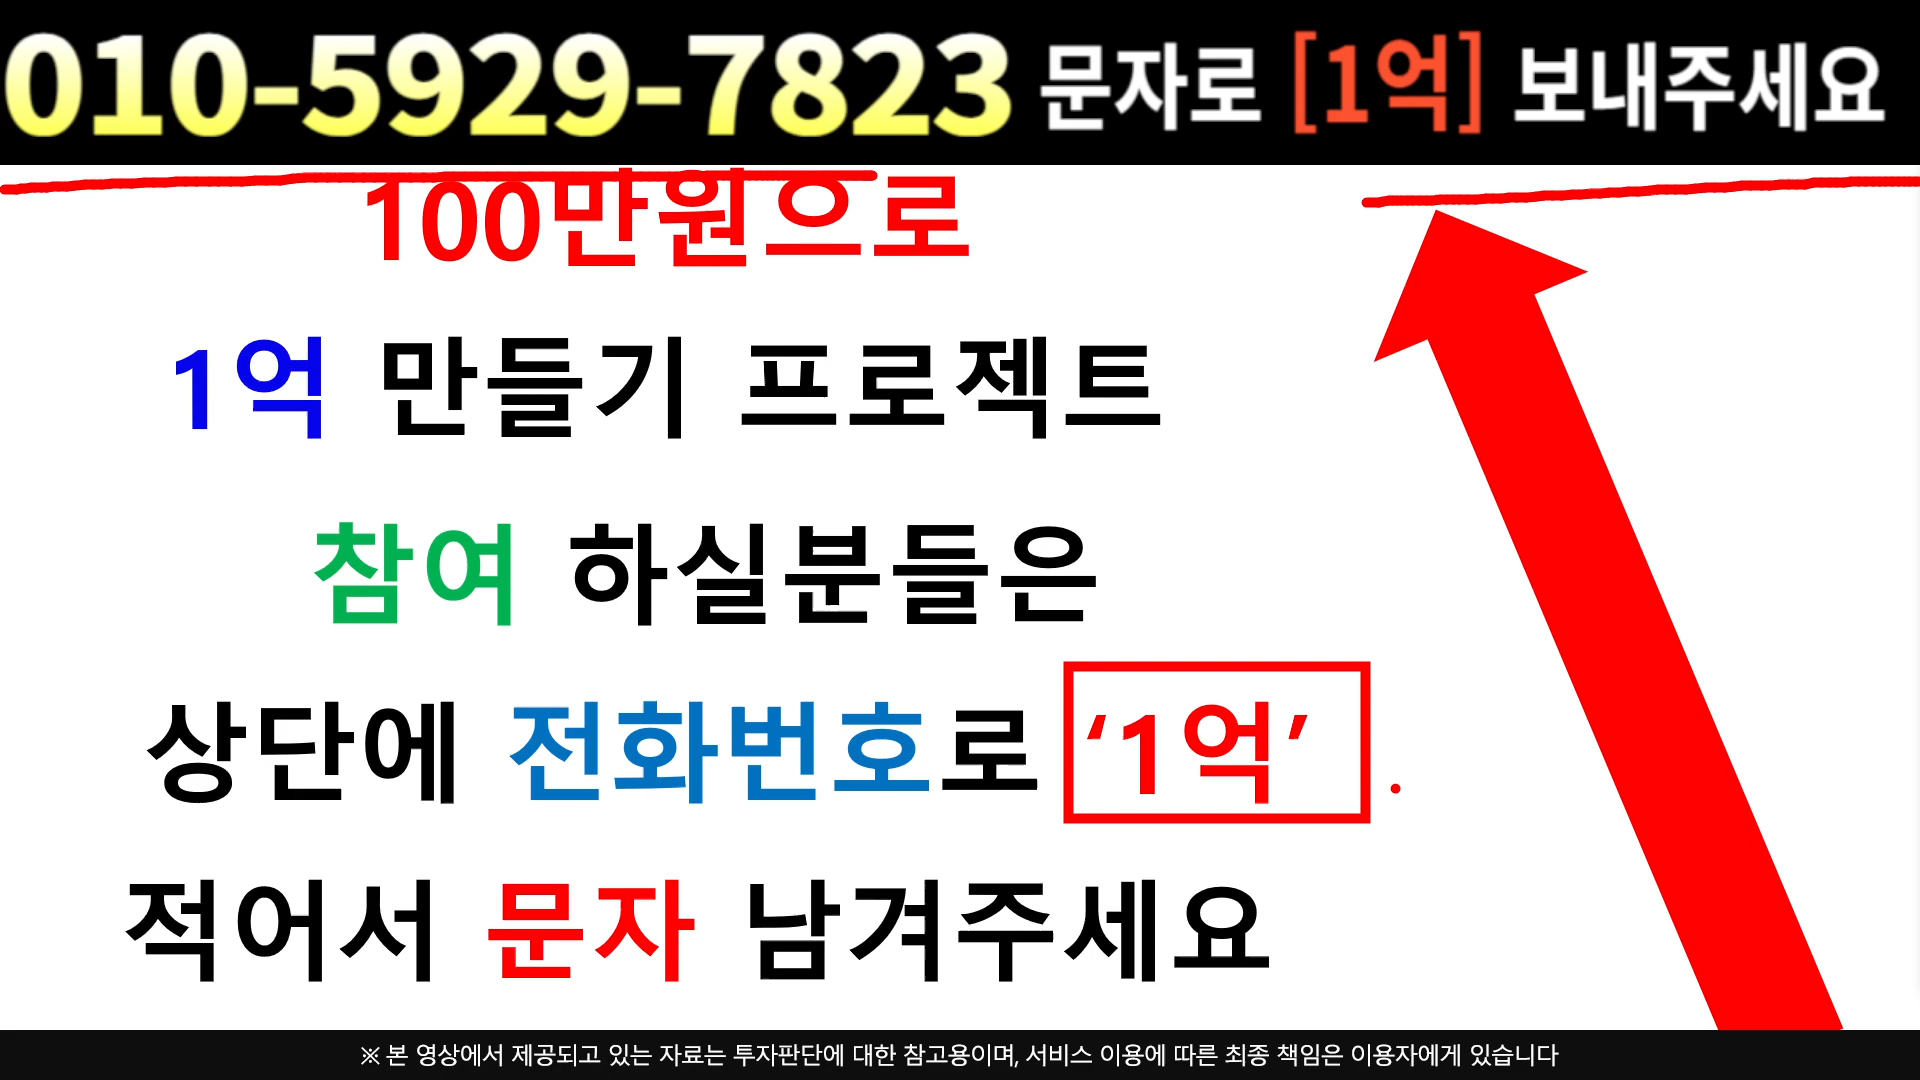 010-5929-7823 문자로 [1억] 보내주세요
100만원으로
1억 만들기 프로젝트
참여 하실분들은
상단에 전화번호로 ‘1억’ .
적어서 문자 남겨주세요
※ 본 영상에서 제공되고 있는 자료는 투자판단에 대한 참고용이며, 서비스 이용에 따른 최종 책임은 이용자에게 있습니다